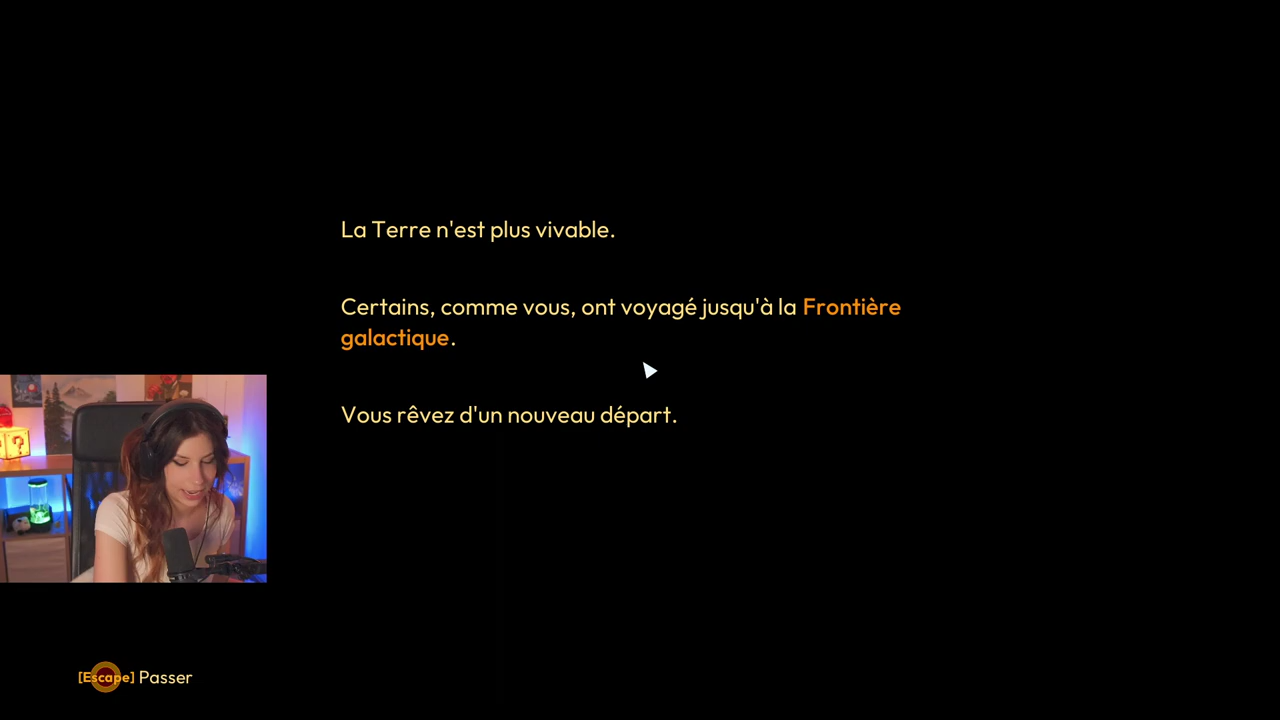 La Terre n'est plus vivable.
Certains, comme vous, ont voyagé jusqu'à la Frontière
galactique.
Vous rêvez d'un nouveau départ.
[Escape] Passer